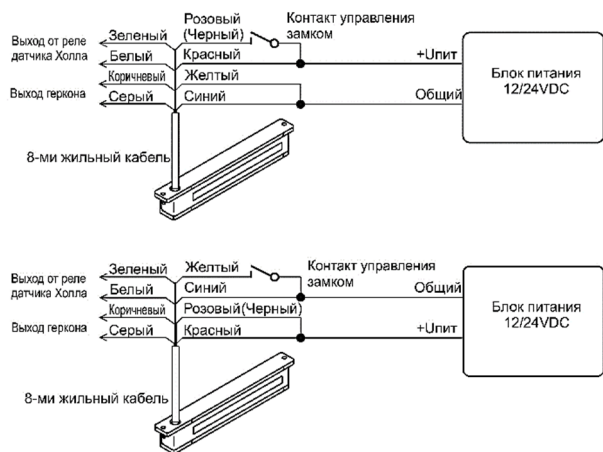 Выход от реле
датчика Холла
Зеленый
Белый
Коричневый
Выход геркона
Серый
Розовый
(Черный)
Красный
Желтый
Синий
Контакт управления
замком
+Uпит
Общий
Блок питания
12/24VDC
8-ми жильный кабель
Выход от реле
датчика Холла
Зеленый
Белый
Коричневый
Выход геркона
Серый
Желтый
Синий
Розовый(Черный)
Красный
Контакт управления
замком
Общий
+Uпит
Блок питания
12/24VDC
8-ми жильный кабель